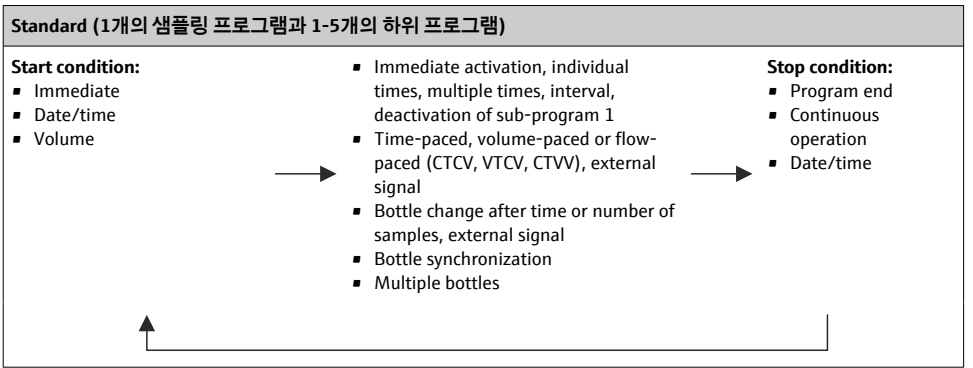 Standard (1개의 샘플링 프로그램과 1-5개의 하위 프로그램)
Start condition:
▪ Immediate
▪ Date/time
▪ Volume
▪ Immediate activation, individual
times, multiple times, interval,
deactivation of sub-program 1
▪ Time-paced, volume-paced or flow-
paced (CTCV, VTCV, CTVV), external
signal
▪ Bottle change after time or number of
samples, external signal
▪ Bottle synchronization
▪ Multiple bottles
Stop condition:
▪ Program end
▪ Continuous
operation
▪ Date/time